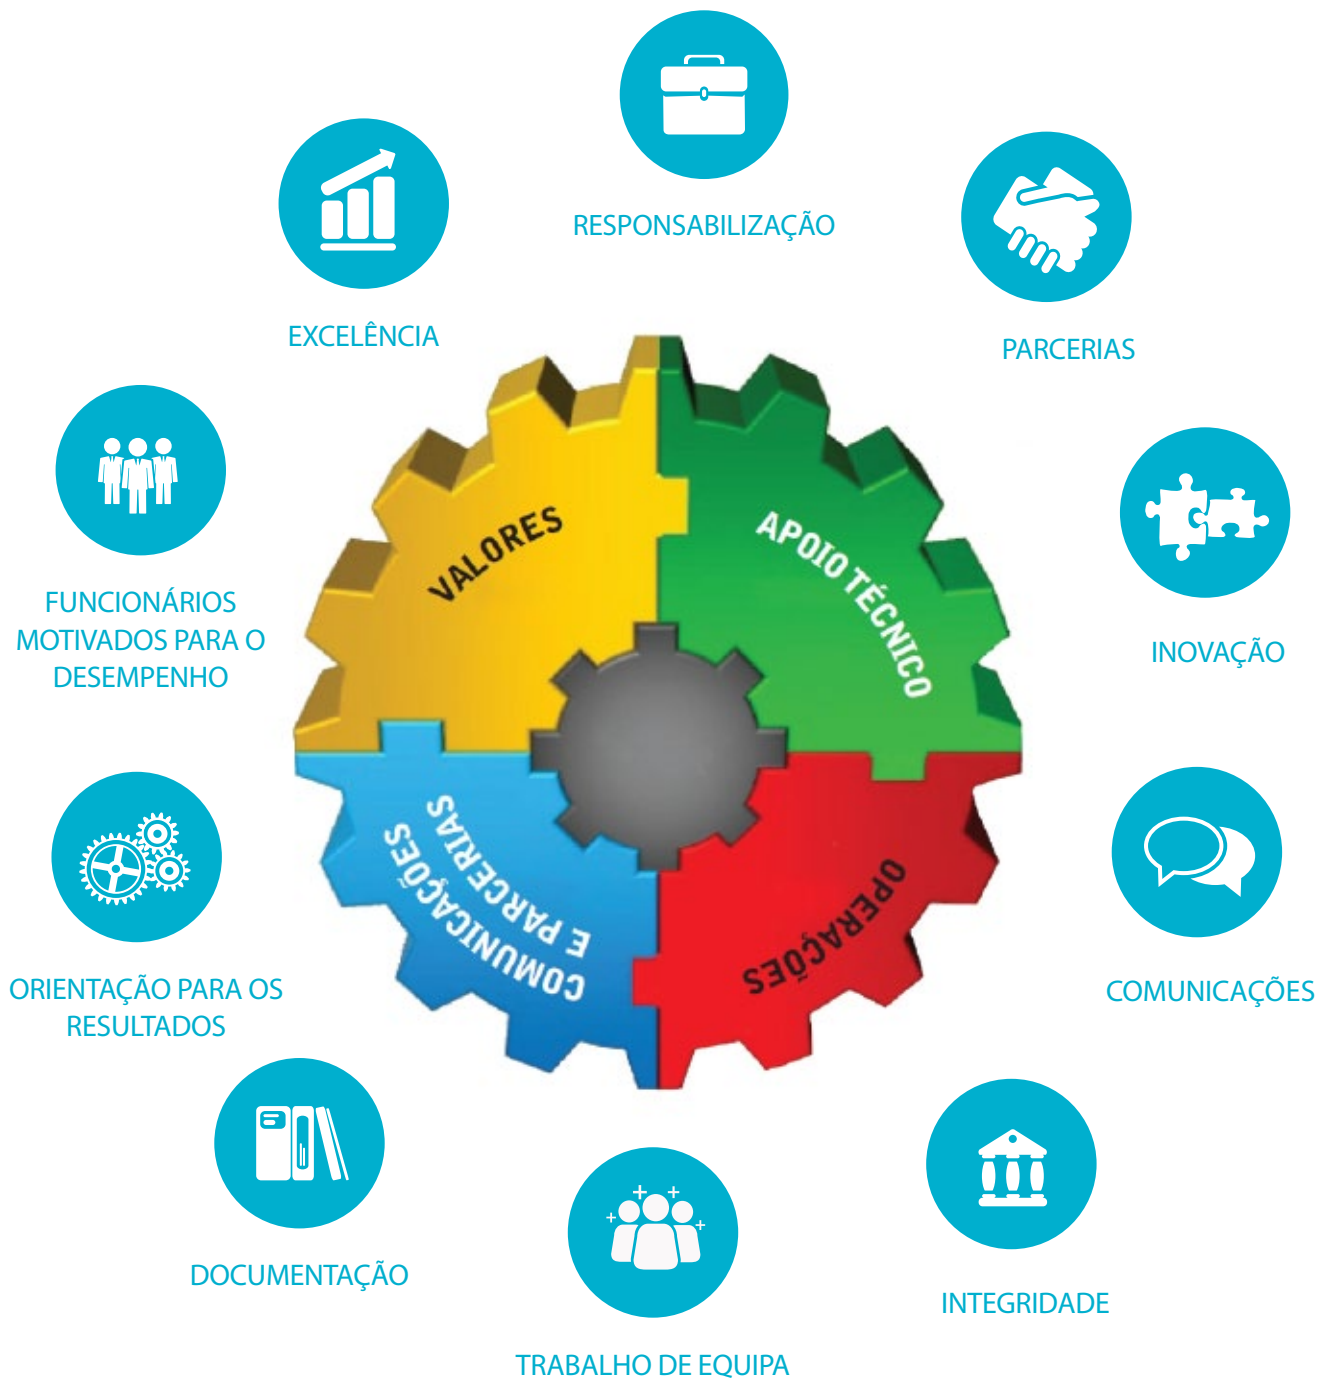 RESPONSABILIZAÇÃO
EXCELÊNCIA
PARCERIAS
VALORES
APOIO TÉCNICO
FUNCIONÁRIOS
MOTIVADOS PARA O
DESEMPENHO
INOVAÇÃO
COMUNICAÇÕES
E PARCERIAS
OPERAÇÕES
ORIENTAÇÃO PARA OS
RESULTADOS
COMUNICAÇÕES
DOCUMENTAÇÃO
INTEGRIDADE
TRABALHO DE EQUIPA